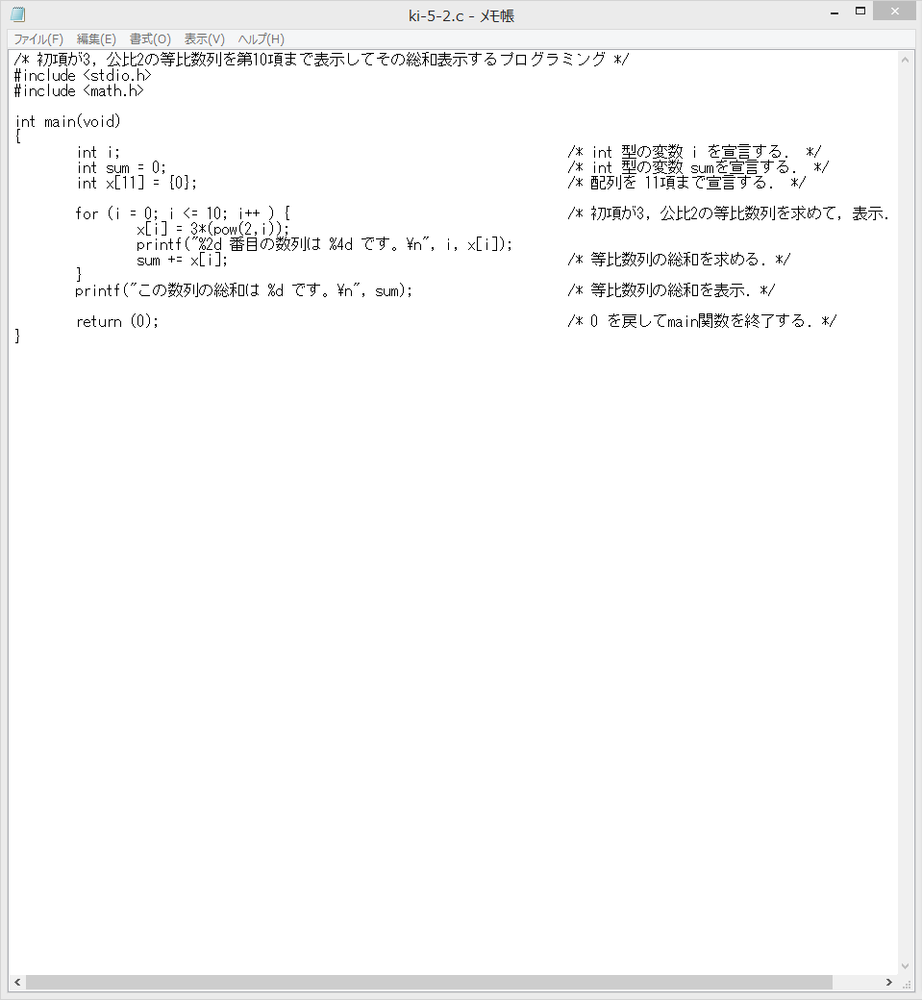 ki-5-2.c - メモ帳
ファイル(F) 編集(E) 書式(O) 表示(V) ヘルプ(H)
/* 初項が3，公比2の等比数列を第10項まで表示してその総和表示するプログラミング */
#include <stdio.h>
#include <math.h>
int main(void)
{
int i; /* int 型の変数 i を宣言する． */
int sum = 0; /* int 型の変数 sumを宣言する． */
int x[11] = {0}; /* 配列を 11項まで宣言する． */
for (i = 0; i <= 10; i++ ) { /* 初項が3，公比2の等比数列を求めて，表示．
x[i] = 3*(pow(2,i));
printf("%2d 番目の数列は %4d です。¥n", i, x[i]);
sum += x[i]; /* 等比数列の総和を求める．*/
}
printf("この数列の総和は %d です。¥n", sum); /* 等比数列の総和を表示．*/
return (0); /* 0 を戻してmain関数を終了する．*/
}